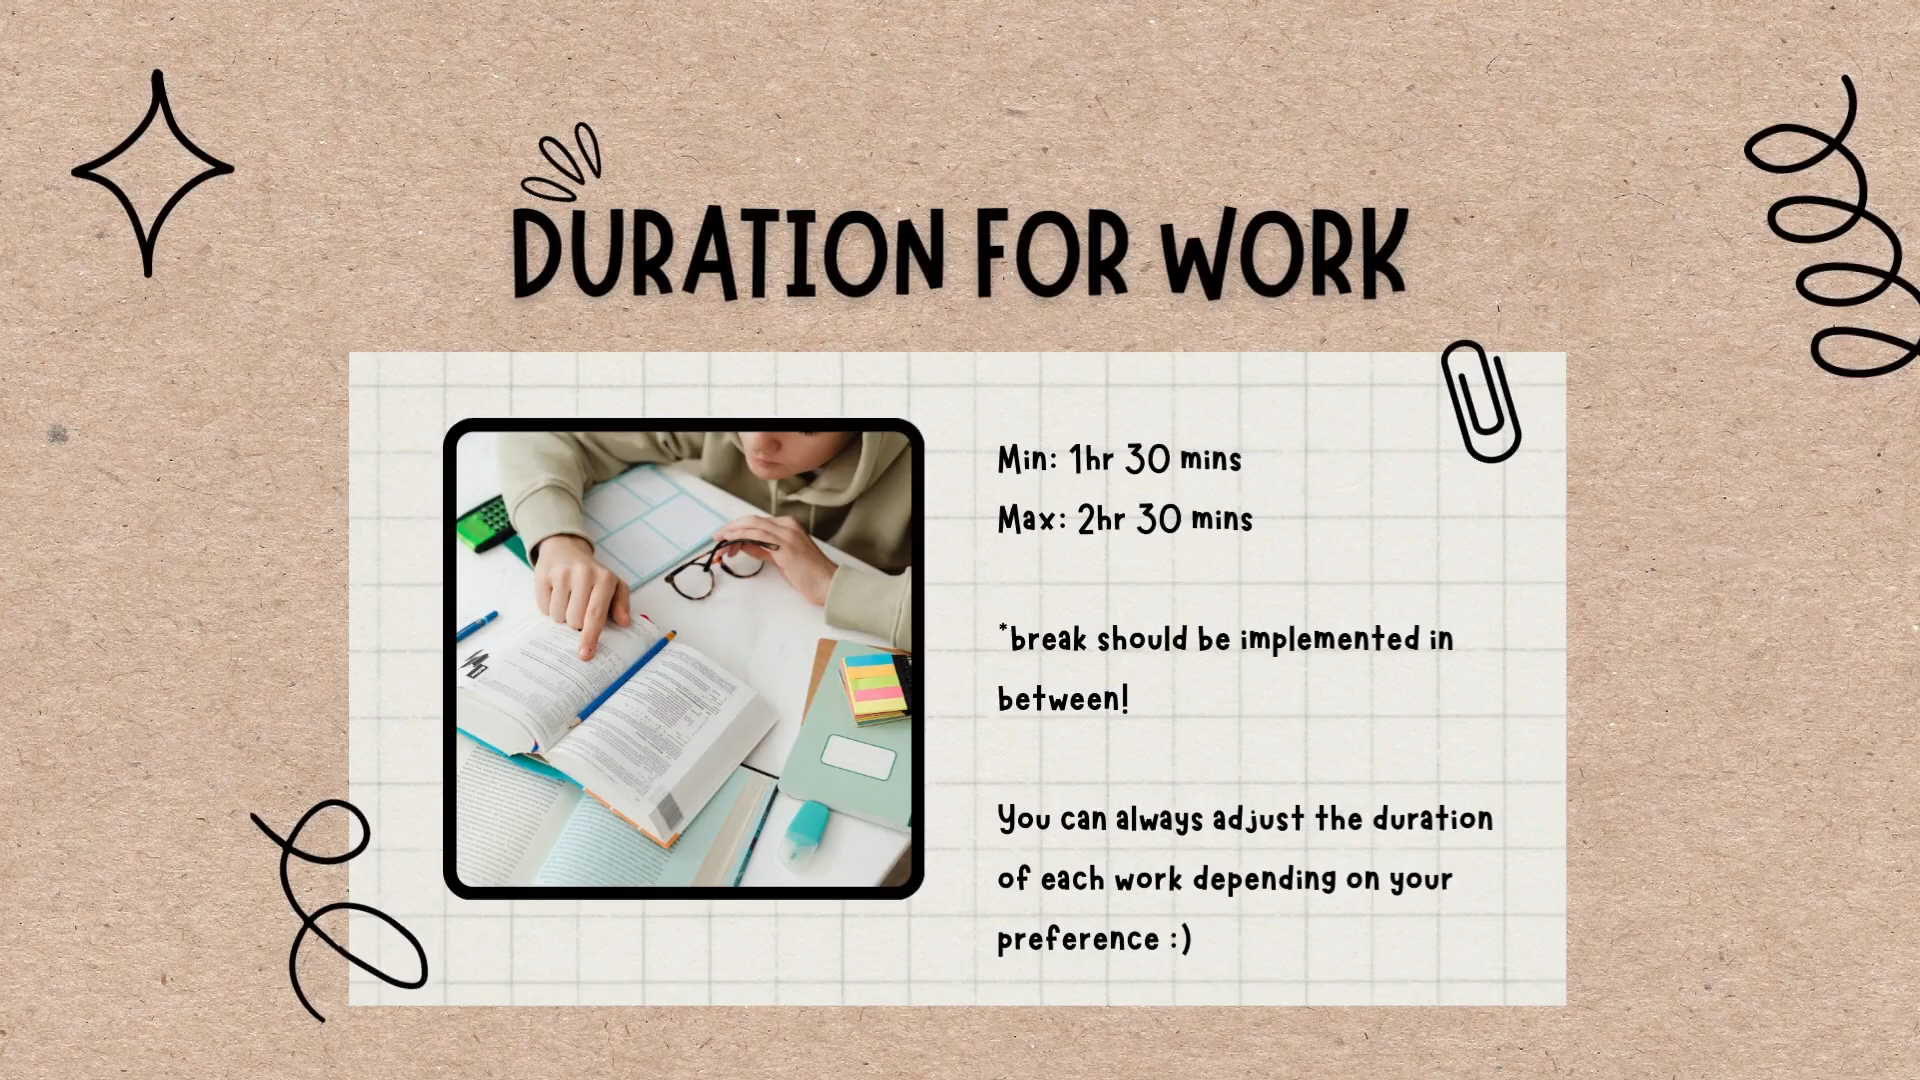 DURATION FOR WORK
Min: 1hr 30 mins
Max: 2hr 30 mins
*break should be implemented in
between!
You can always adjust the duration
of each work depending on your
preference :)